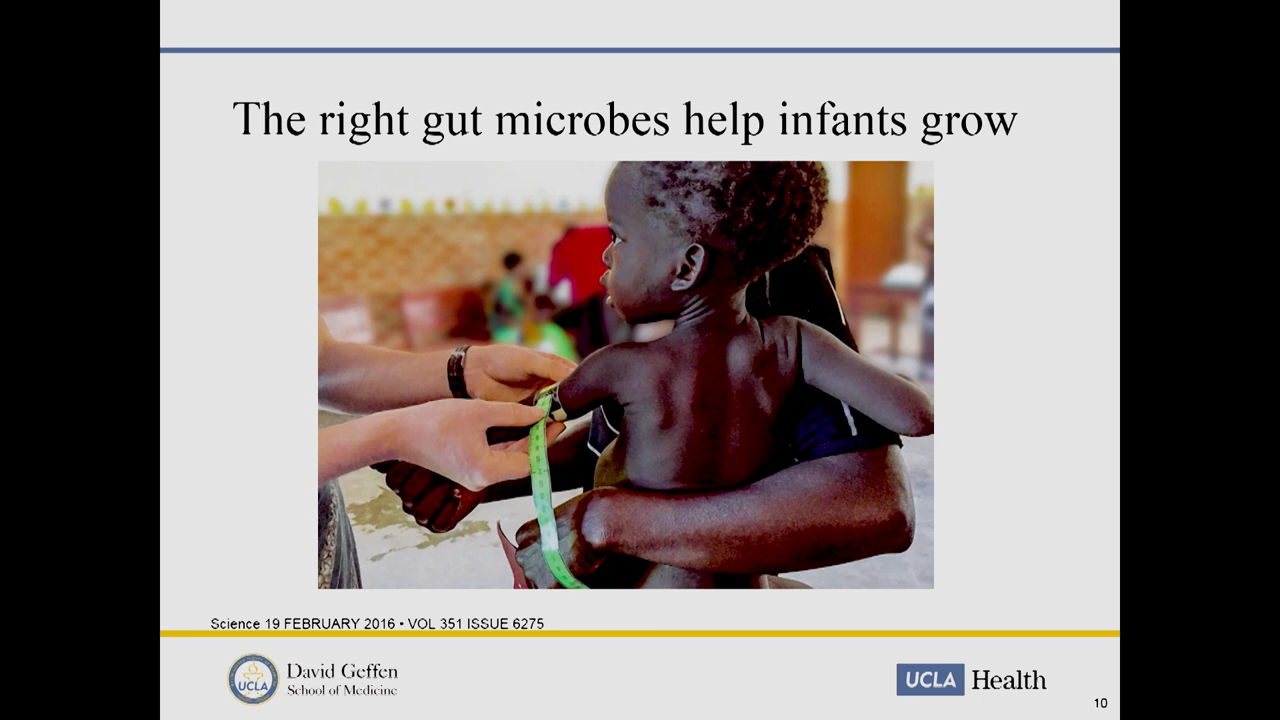 The right gut microbes help infants grow
Science 19 FEBRUARY 2016 • VOL 351 ISSUE 6275
UCLA
David Geffen
School of Medicine
UCLA Health
10